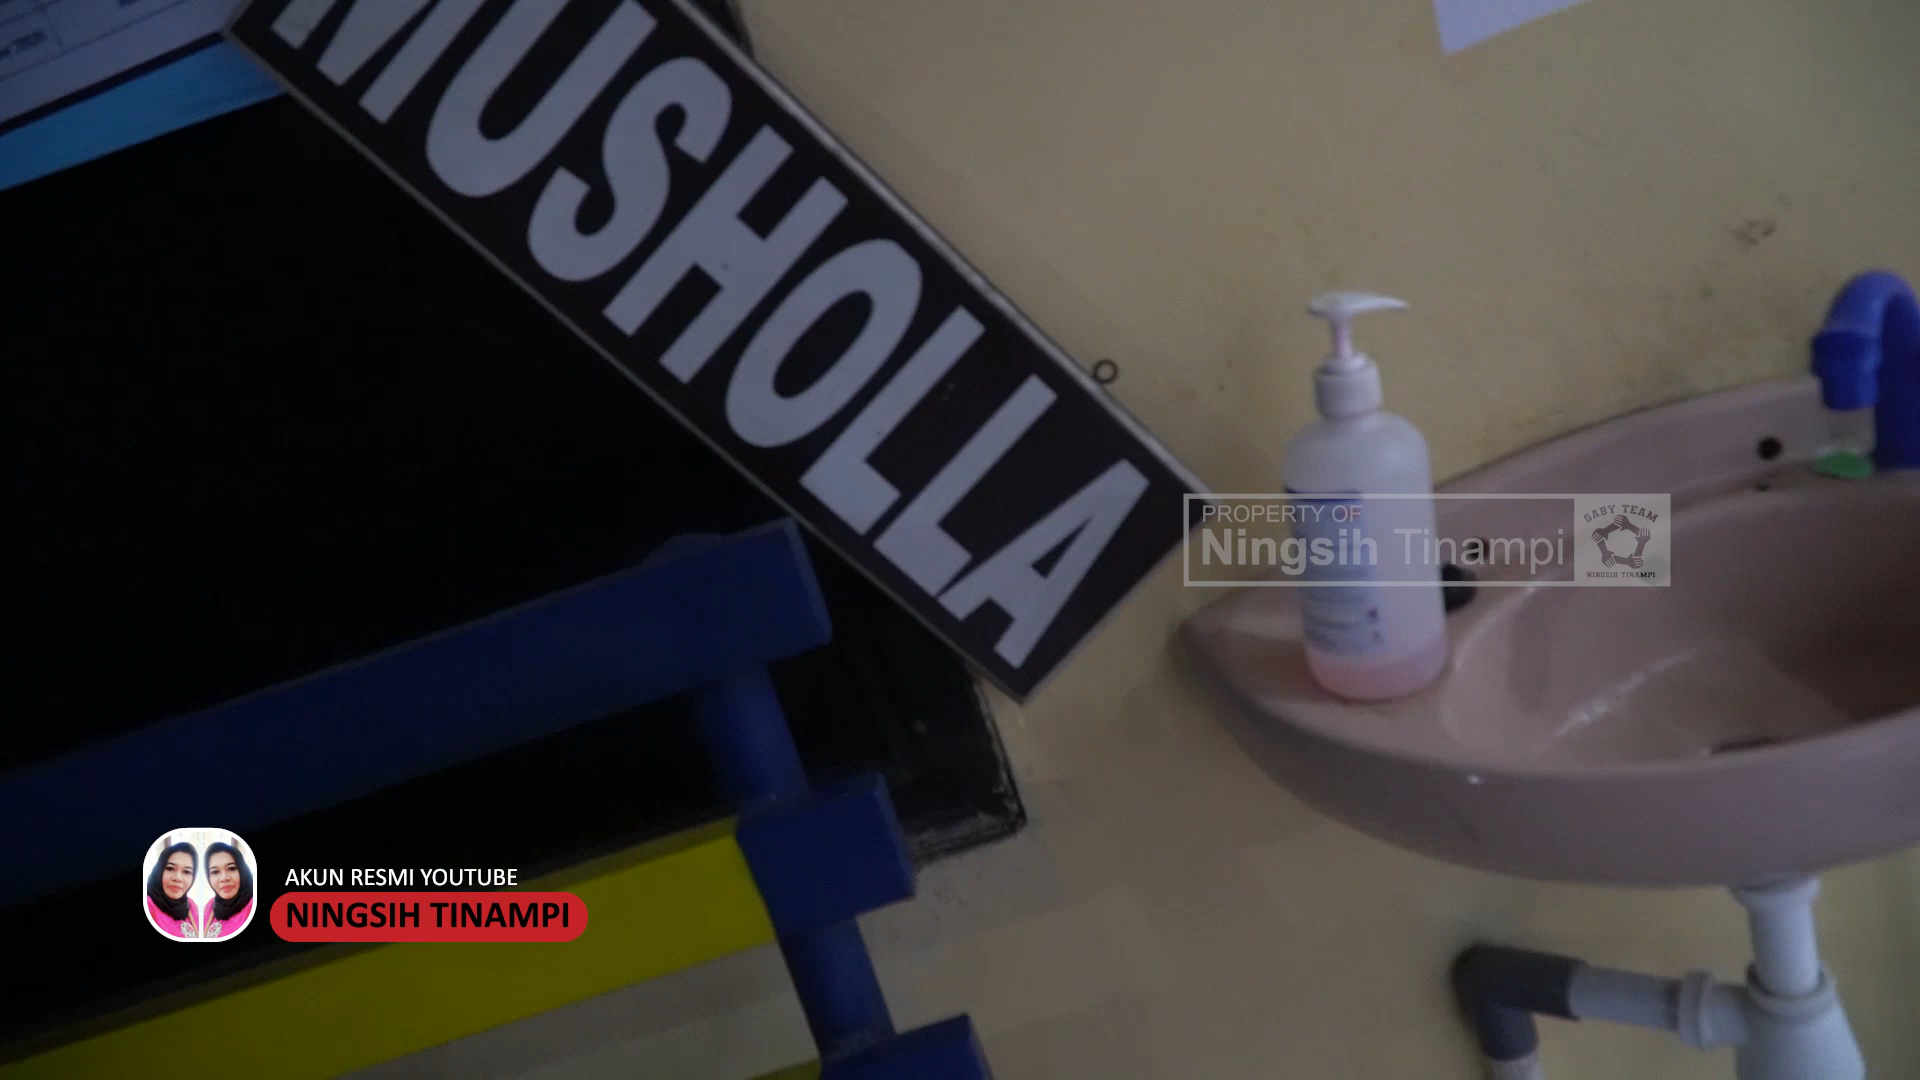 MUSHOLLA
PROPERTY OF
Ningsih Tinampi
GABY TEAM
NINGSIH TINAMPI
AKUN RESMI YOUTUBE
NINGSIH TINAMPI